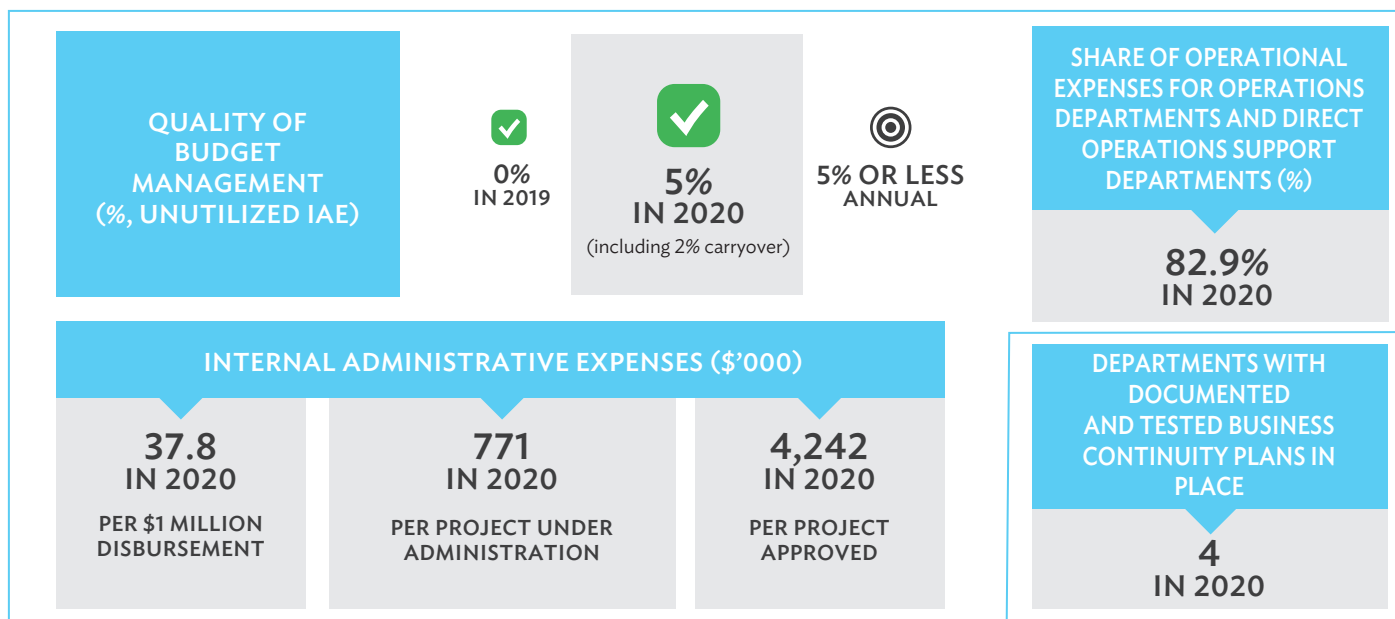 QUALITY OF
BUDGET
MANAGEMENT
(%, UNUTILIZED IAE)
0%
IN 2019
5%
IN 2020
(including 2% carryover)
5% OR LESS
ANNUAL
SHARE OF OPERATIONAL
EXPENSES FOR OPERATIONS
DEPARTMENTS AND DIRECT
OPERATIONS SUPPORT
DEPARTMENTS (%)
82.9%
IN 2020
INTERNAL ADMINISTRATIVE EXPENSES ($’000)
37.8
IN 2020
PER $1 MILLION
DISBURSEMENT
771
IN 2020
PER PROJECT UNDER
ADMINISTRATION
4,242
IN 2020
PER PROJECT
APPROVED
DEPARTMENTS WITH
DOCUMENTED
AND TESTED BUSINESS
CONTINUITY PLANS IN
PLACE
4
IN 2020